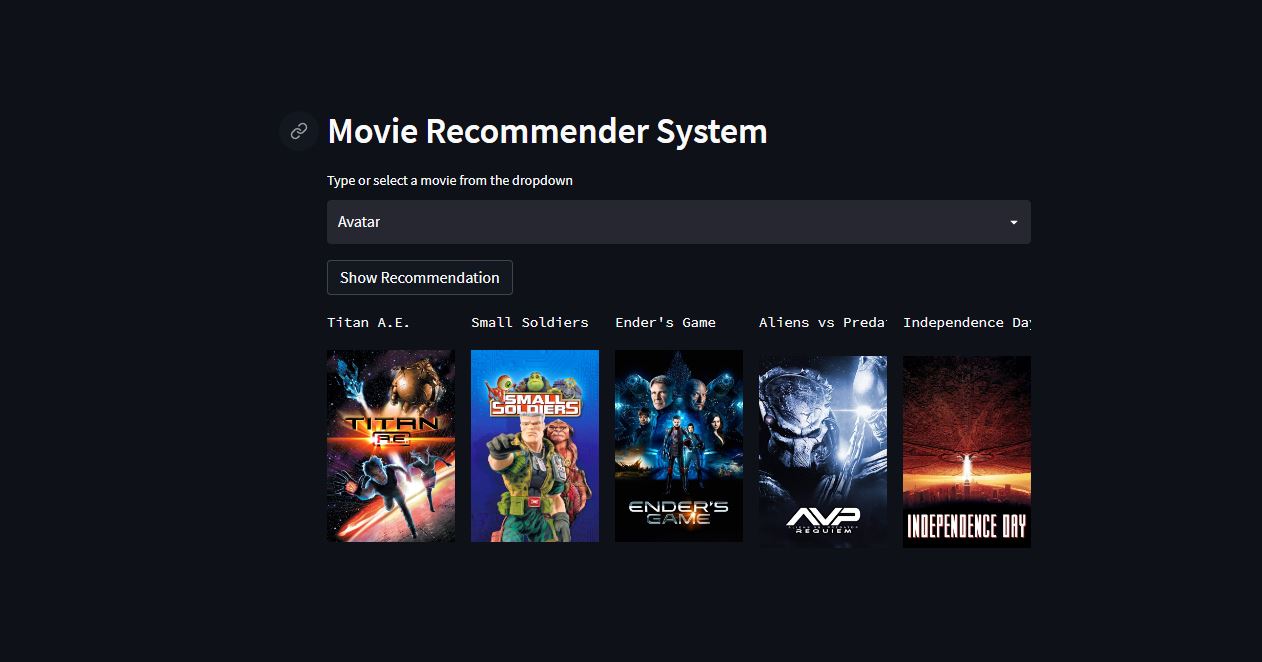 Movie Recommender System
Type or select a movie from the dropdown
Avatar
Show Recommendation
Titan A.E.
Small Soldiers
Ender's Game
Aliens vs Preda
Independence Da
TITAN
AE
SMALL
SOLDIERS
ENDER'S
GAME
AVP
REQUIEM
INDEPENDENCE DAY